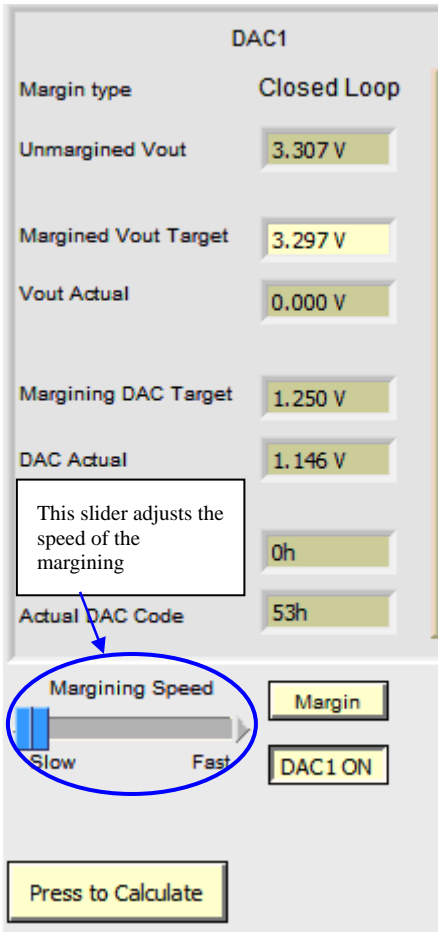 DAC1
Margin type Closed Loop
Unmargined Vout 3.307 V
Margined Vout Target 3.297 V
Vout Actual 0.000 V
Margining DAC Target 1.250 V
DAC Actual 1.146 V
This slider adjusts the
speed of the
margining
0h
Actual DAC Code 53h
Margining Speed
Slow Fast
Margin
DAC1 ON
Press to Calculate